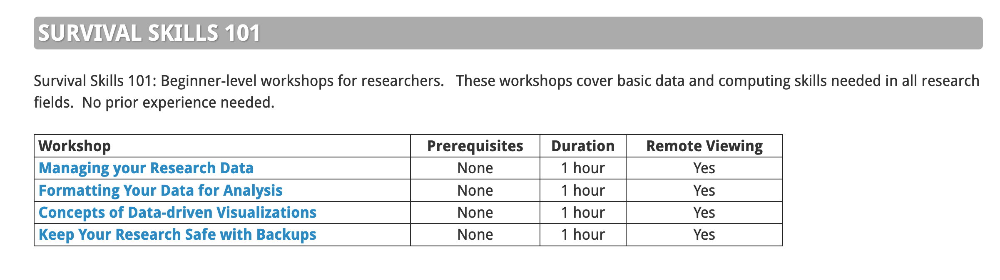 SURVIVAL SKILLS 101
Survival Skills 101: Beginner-level workshops for researchers.   These workshops cover basic data and computing skills needed in all research
fields.  No prior experience needed.
Workshop Prerequisites Duration Remote Viewing
Managing your Research Data None 1 hour Yes
Formatting Your Data for Analysis None 1 hour Yes
Concepts of Data-driven Visualizations None 1 hour Yes
Keep Your Research Safe with Backups None 1 hour Yes